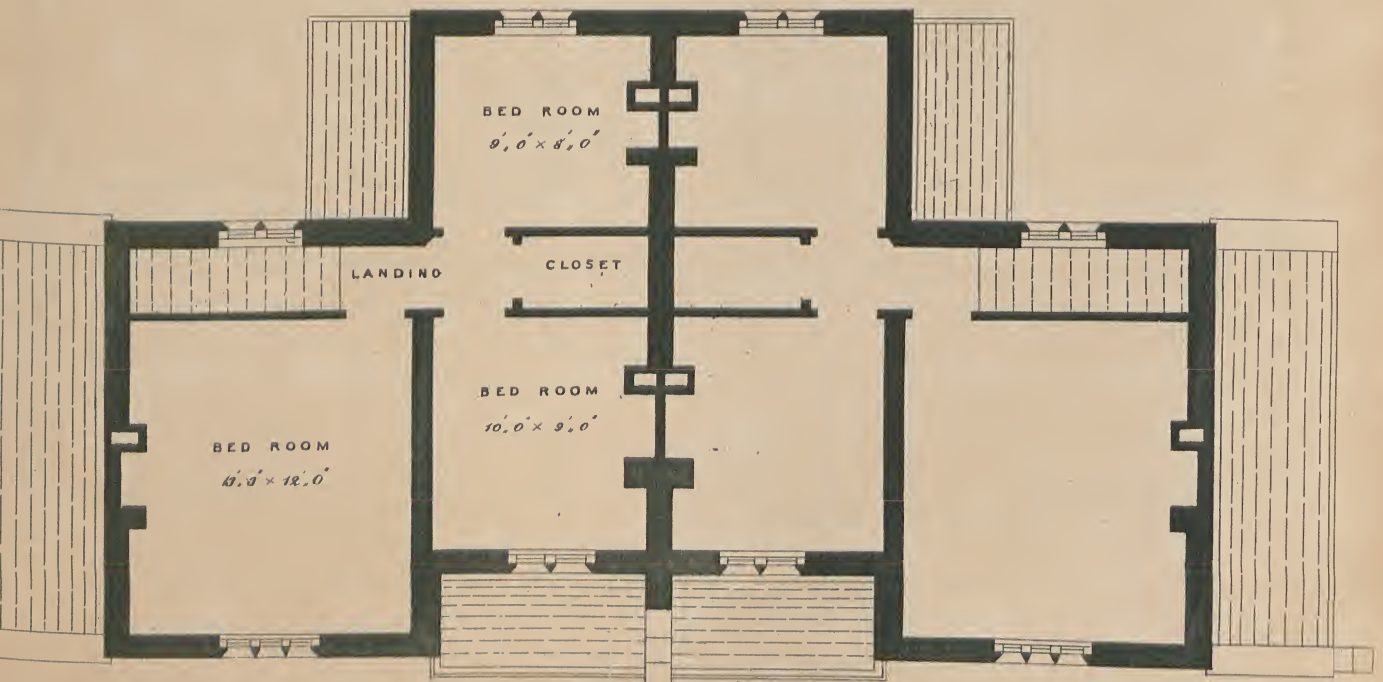 BED ROOM
9'.0" × 8'.0"
LANDING
CLOSET
BED ROOM
10'.0" × 9'.0"
BED ROOM
× 12'.0"